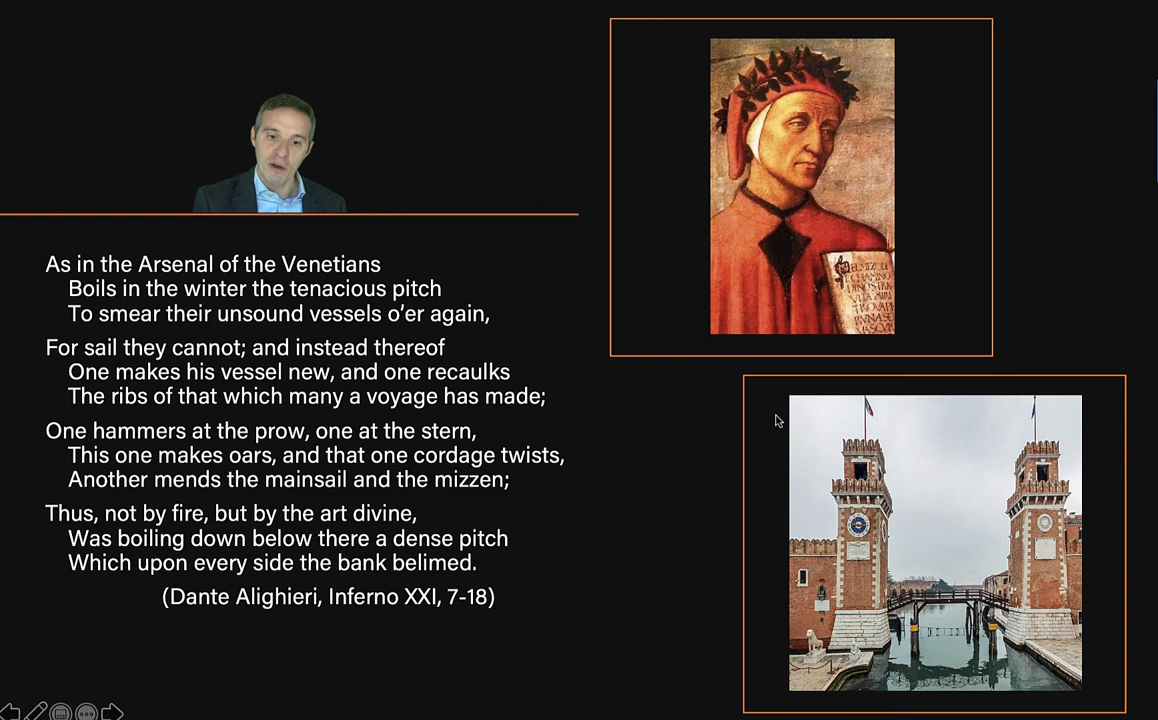 As in the Arsenal of the Venetians
Boils in the winter the tenacious pitch
To smear their unsound vessels o'er again,
For sail they cannot; and instead thereof
One makes his vessel new, and one recaulks
The ribs of that which many a voyage has made;
One hammers at the prow, one at the stern,
This one makes oars, and that one cordage twists,
Another mends the mainsail and the mizzen;
Thus, not by fire, but by the art divine,
Was boiling down below there a dense pitch
Which upon every side the bank belimed.
(Dante Alighieri, Inferno XXI, 7-18)